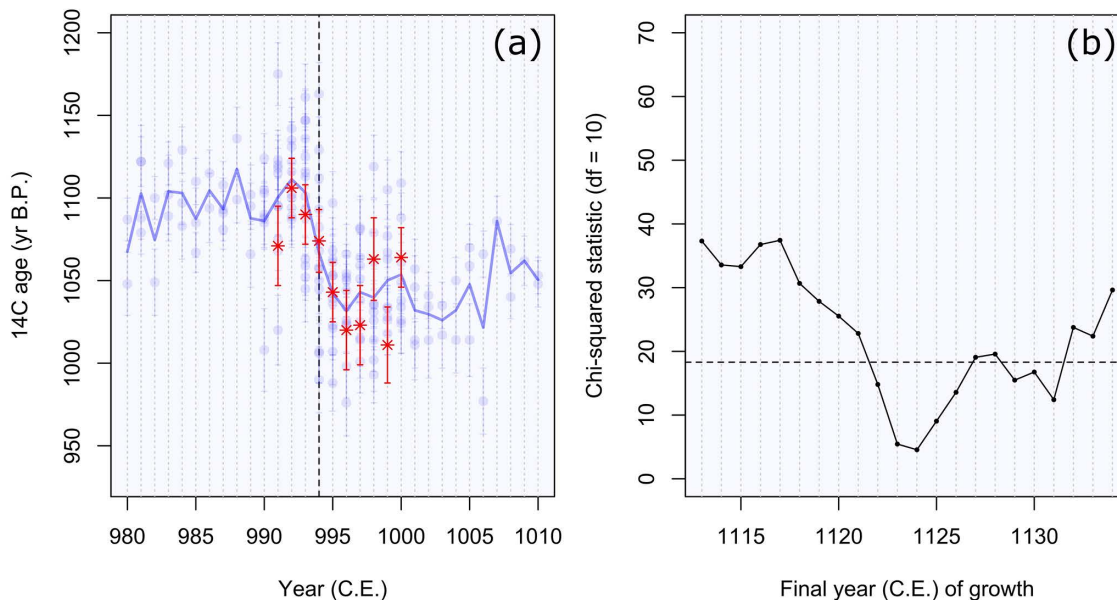 (a)
14C age (yr B.P.)
1200
1150
1100
1050
1000
950
980 985 990 995 1000 1005 1010
Year (C.E.)
(b)
Chi-squared statistic (df = 10)
70
60
50
40
30
20
10
0
1115 1120 1125 1130
Final year (C.E.) of growth